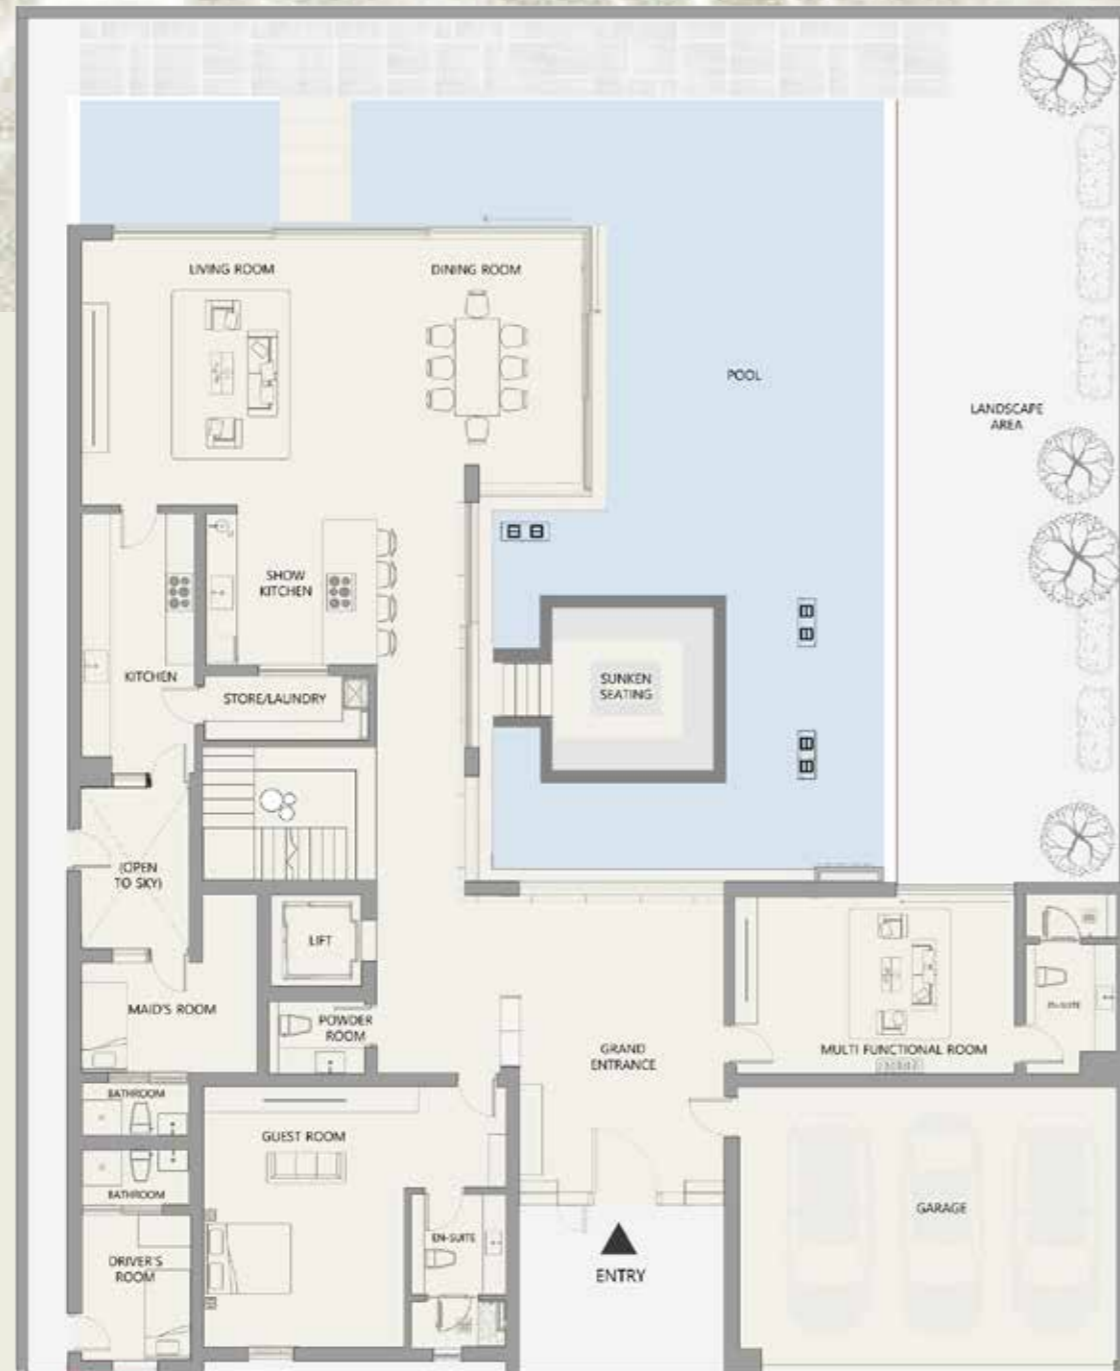 LIVING ROOM
DINING ROOM
POOL
LANDSCAPE
AREA
SHOW
KITCHEN
KITCHEN
STORE/LAUNDRY
SUNKEN
SEATING
(OPEN
TO SKY)
LIFT
MAID'S ROOM
POWDER
ROOM
GRAND
ENTRANCE
MULTI FUNCTIONAL ROOM
EN-SUITE
BATHROOM
GUEST ROOM
BATHROOM
EN-SUITE
GARAGE
DRIVER'S
ROOM
ENTRY